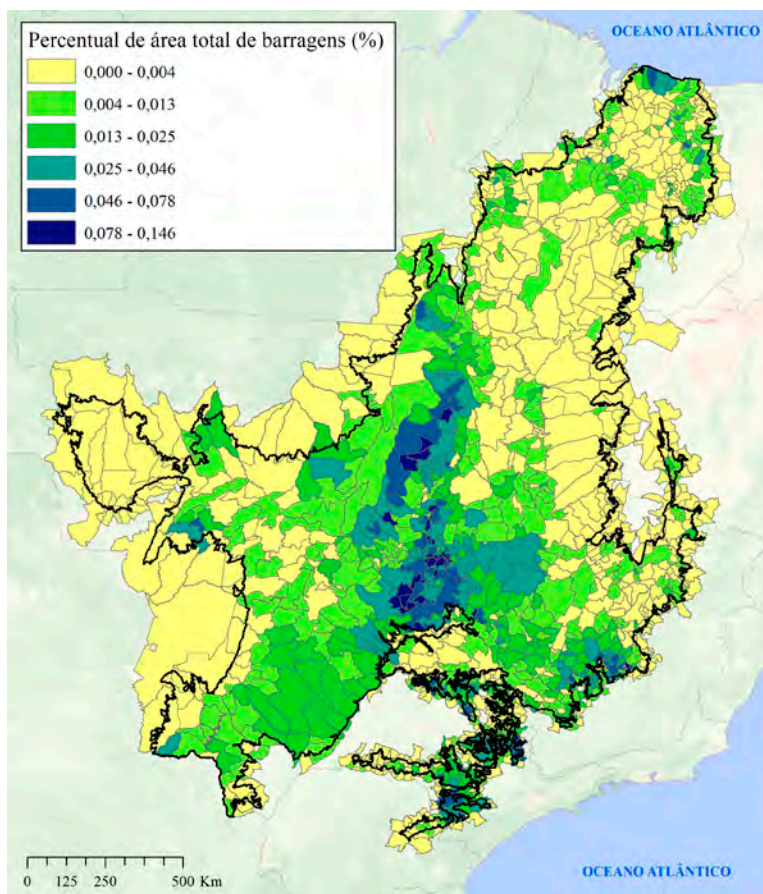 OCEANO ATLÂNTICO
Percentual de área total de barragens (%)
0,000 - 0,004
0,004 - 0,013
0,013 - 0,025
0,025 - 0,046
0,046 - 0,078
0,078 - 0,146
0 125 250 500 Km
OCEANO ATLÂNTICO